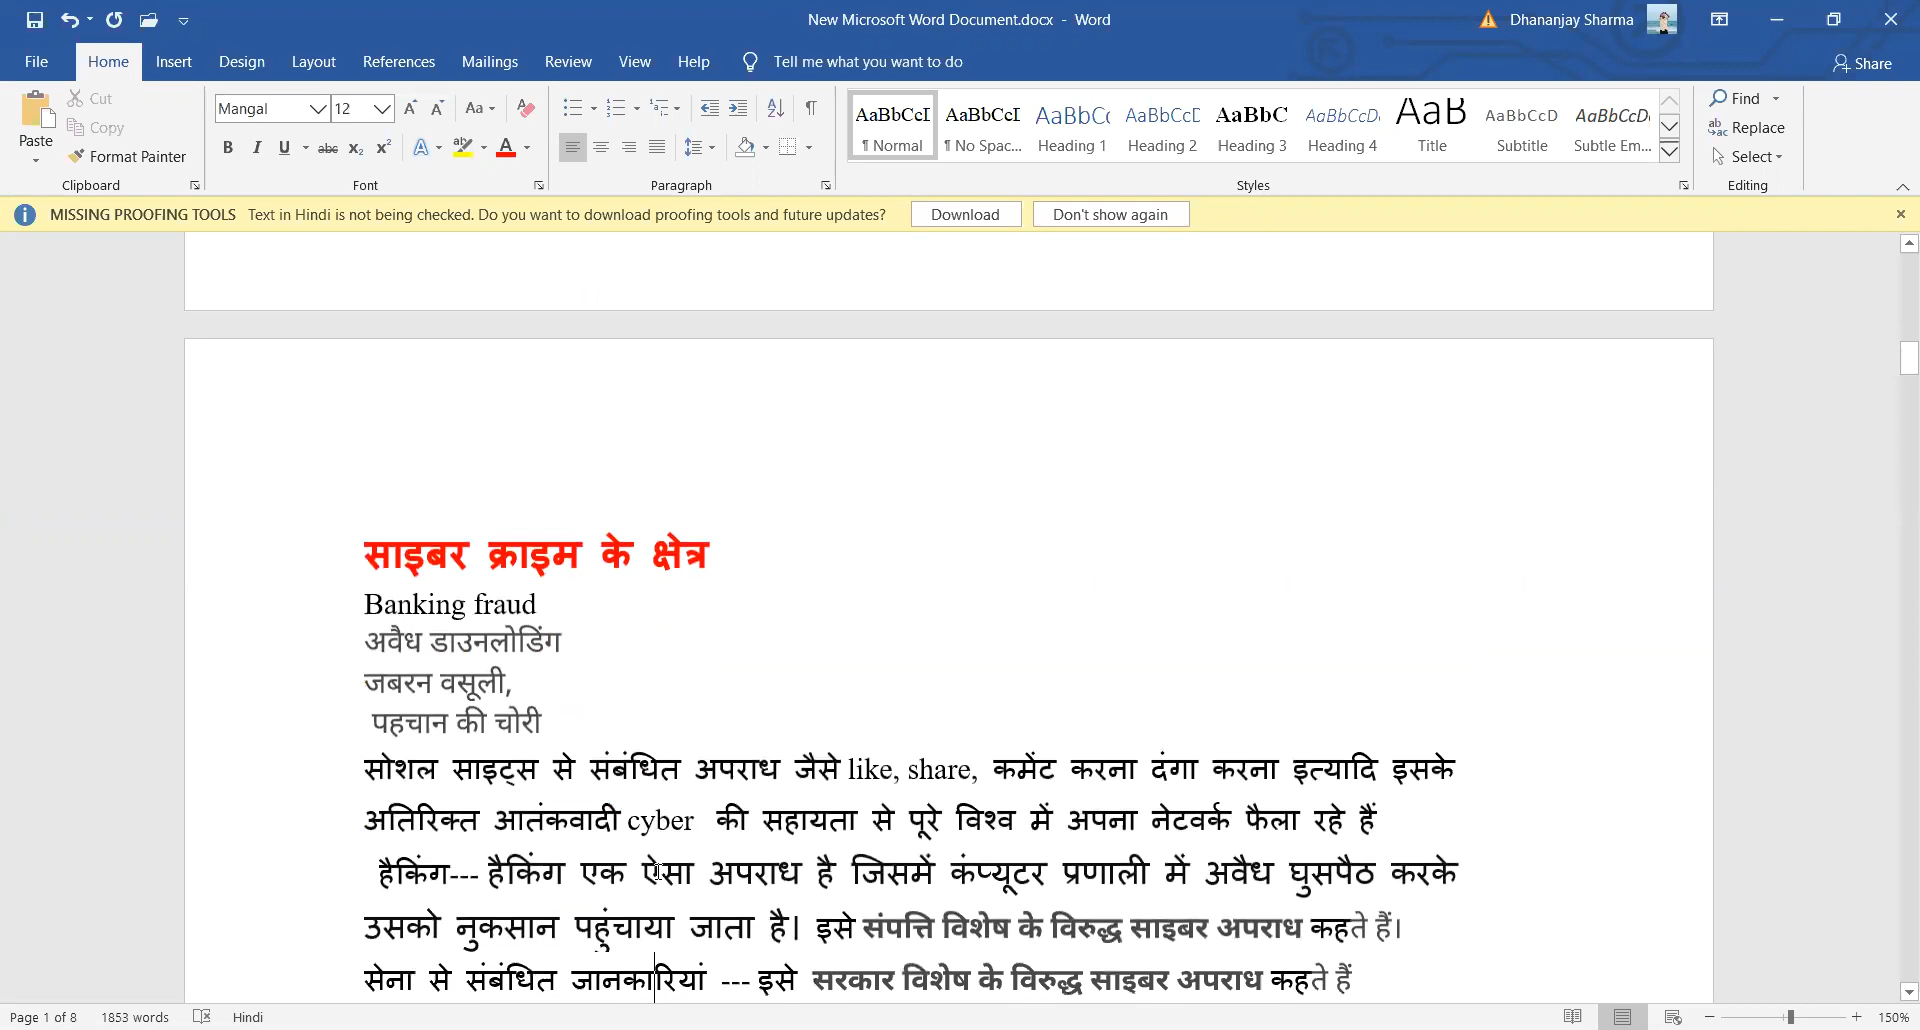 New Microsoft Word Document.docx - Word
Dhananjay Sharma
File Home Insert Design Layout References Mailings Review View Help Tell me what you want to do
Share
Paste
Cut
Copy
Format Painter
Clipboard
Mangal 12
Aa
B I U abc x₂ x² A A
Font
Paragraph
AaBbCcI AaBbCcI AaBbCc AaBbCcI AaBbC AaBbCcDı AaB AaBbCcD AaBbCcDı
¶ Normal ¶ No Spac... Heading 1 Heading 2 Heading 3 Heading 4 Title Subtitle Subtle Em...
Styles
Find
Replace
Select
Editing
MISSING PROOFING TOOLS Text in Hindi is not being checked. Do you want to download proofing tools and future updates? Download Don't show again
साइबर क्राइम के क्षेत्र
Banking fraud
अवैध डाउनलोडिंग
जबरन वसूली,
पहचान की चोरी
सोशल साइट्स से संबंधित अपराध जैसे like, share, कमेंट करना दंगा करना इत्यादि इसके
अतिरिक्त आतंकवादी cyber की सहायता से पूरे विश्व में अपना नेटवर्क फैला रहे हैं
हैकिंग--- हैकिंग एक ऐसा अपराध है जिसमें कंप्यूटर प्रणाली में अवैध घुसपैठ करके
उसको नुकसान पहुंचाया जाता है। इसे संपत्ति विशेष के विरुद्ध साइबर अपराध कहते हैं।
सेना से संबंधित जानकारियां --- इसे सरकार विशेष के विरुद्ध साइबर अपराध कहते हैं
Page 1 of 8 1853 words Hindi 150%